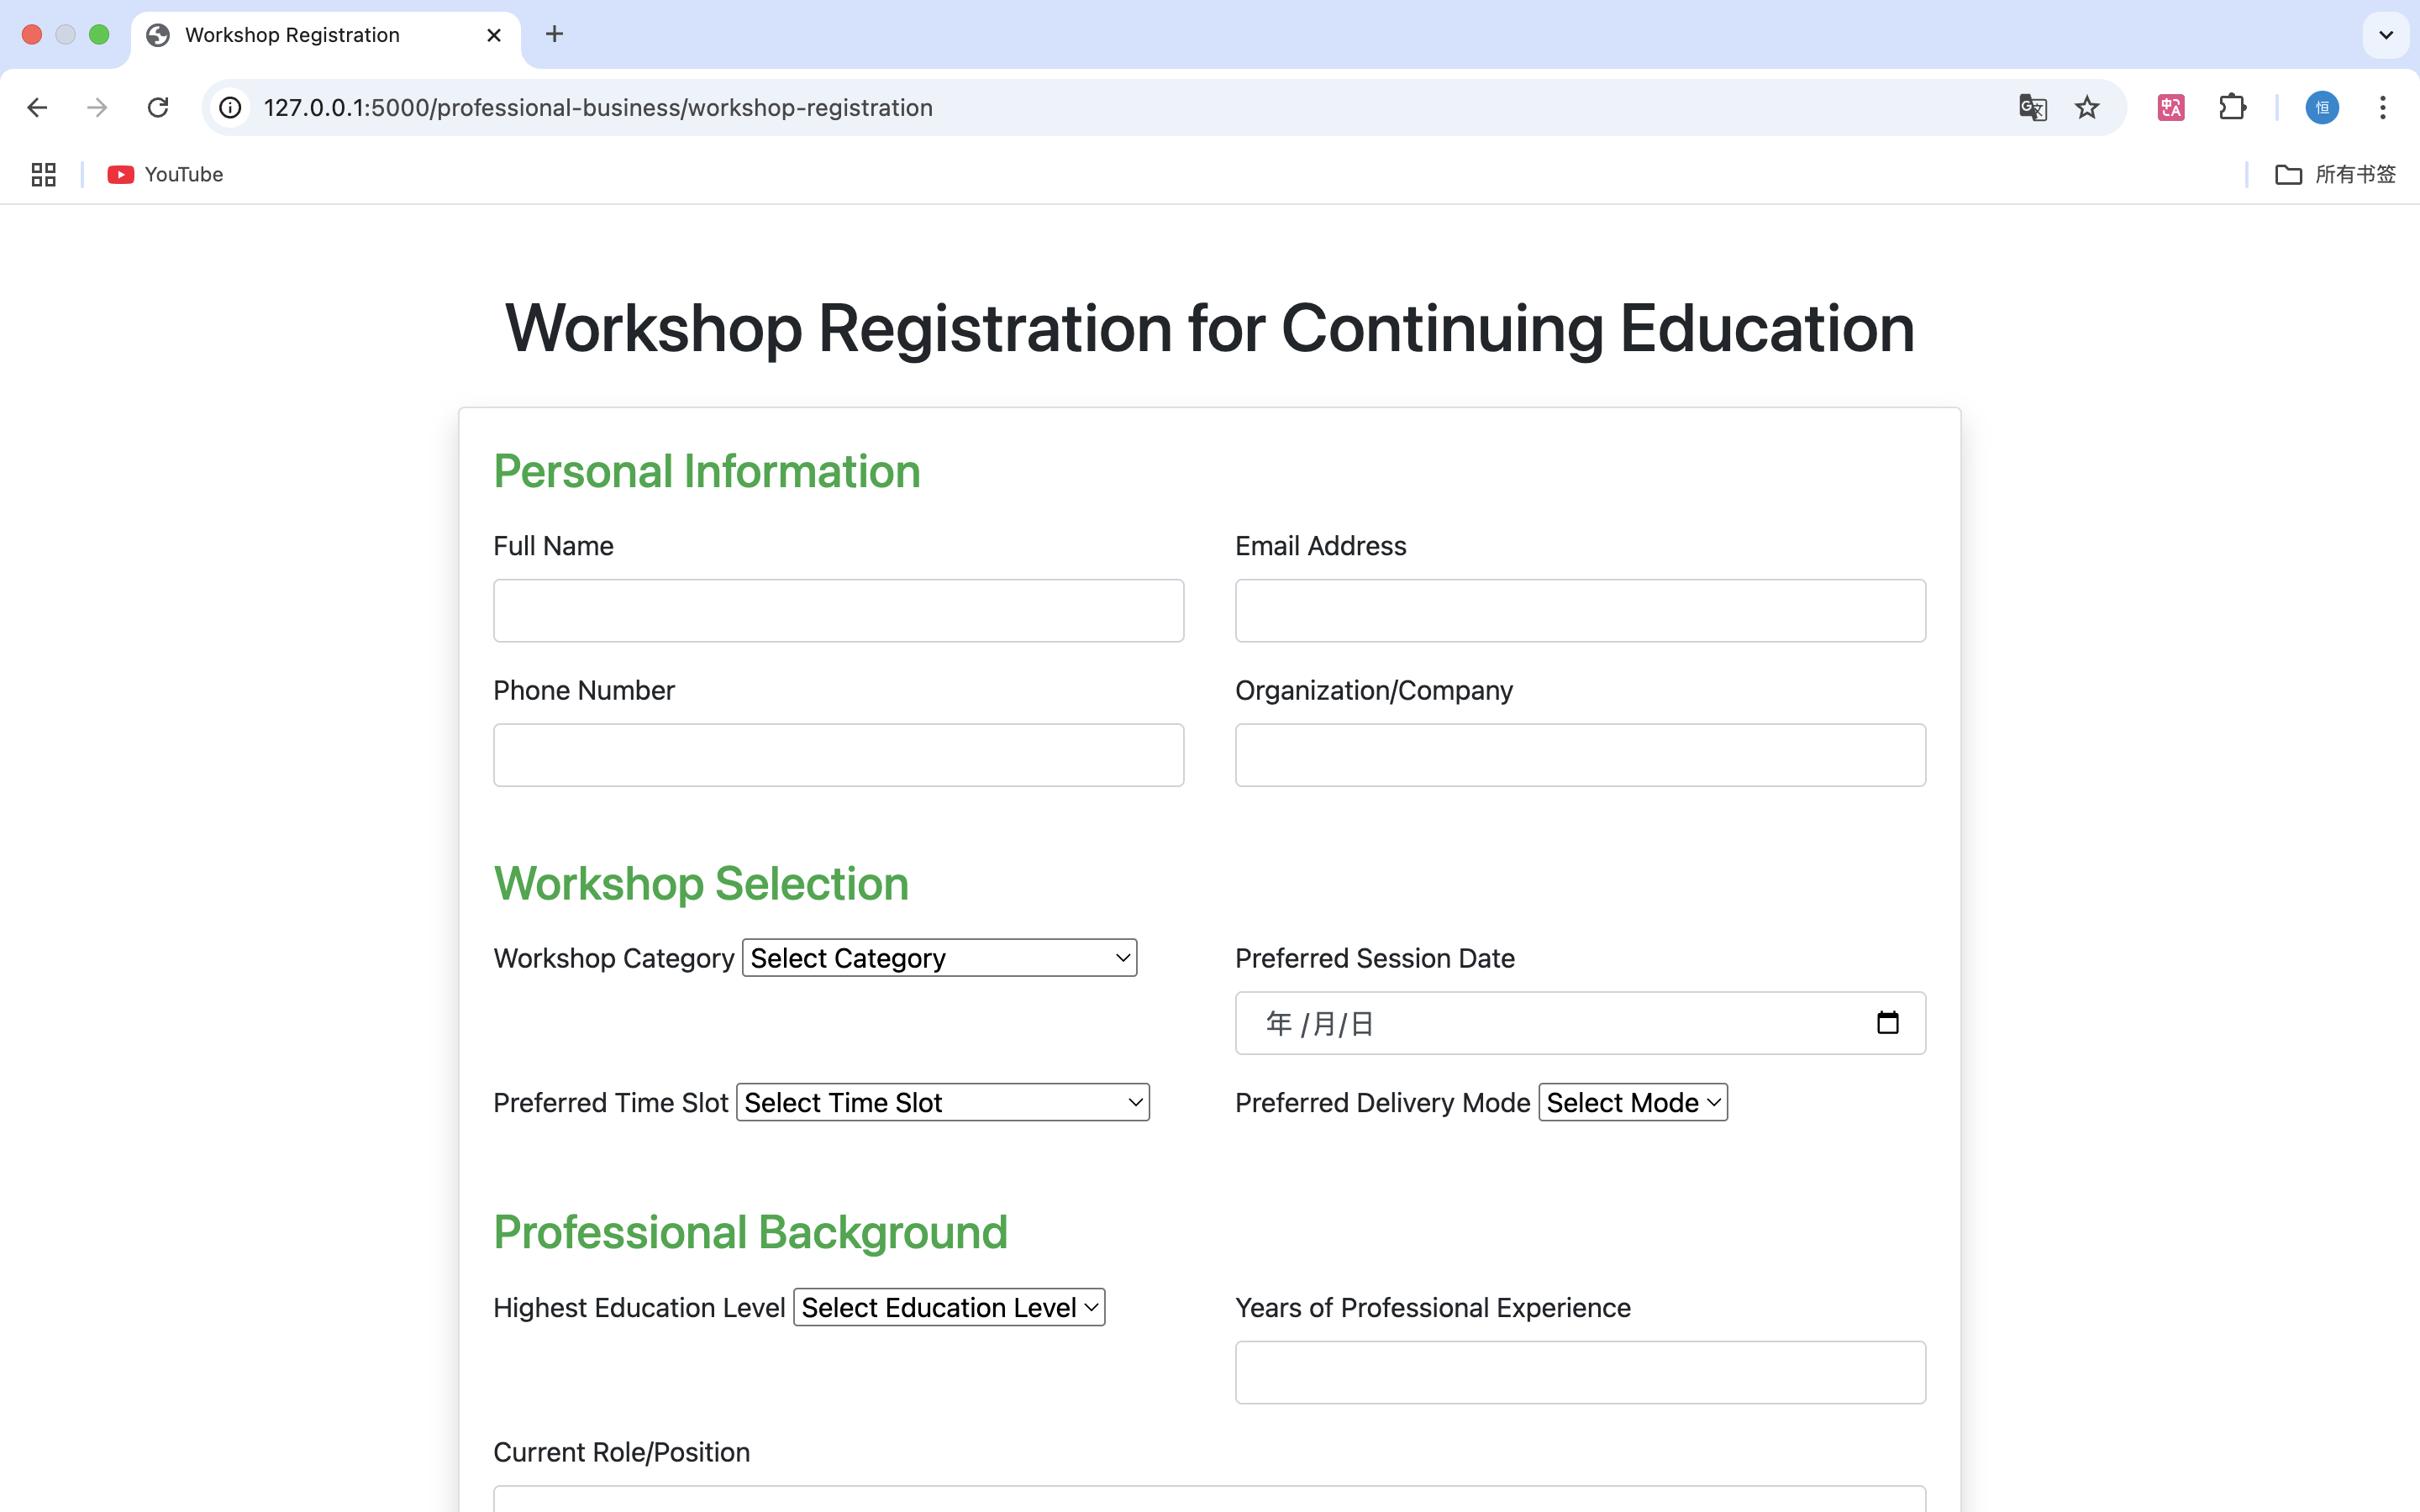 Workshop Registration
127.0.0.1:5000/professional-business/workshop-registration
恒
YouTube
所有书签
Workshop Registration for Continuing Education
Personal Information
Full Name
Email Address
Phone Number
Organization/Company
Workshop Selection
Workshop Category Select Category
Preferred Session Date
年 /月/日
Preferred Time Slot Select Time Slot
Preferred Delivery Mode Select Mode
Professional Background
Highest Education Level Select Education Level
Years of Professional Experience
Current Role/Position